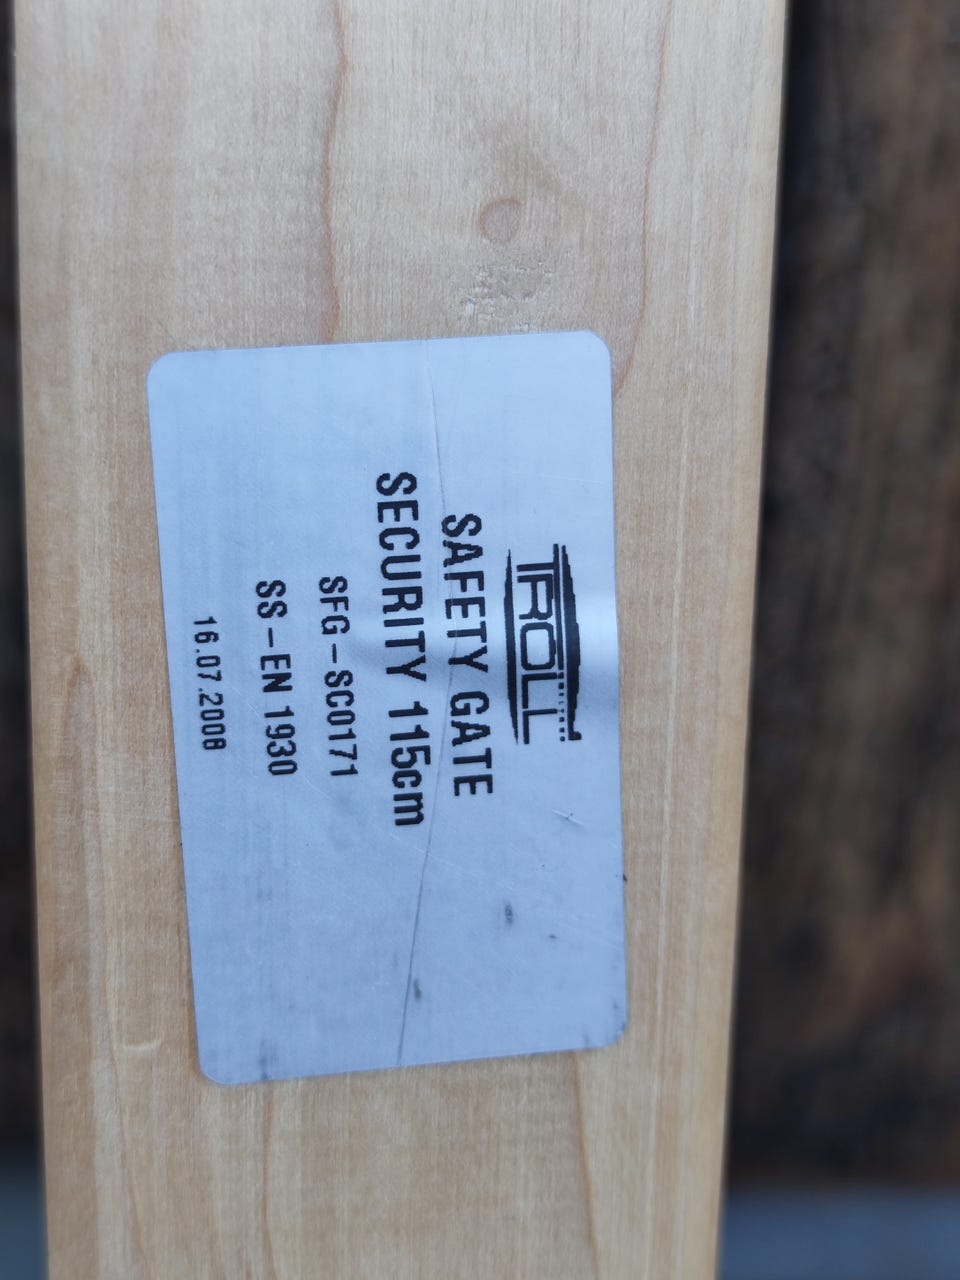 TROLL
SAFETY GATE
SECURITY 115cm
SFG-SC0171
SS-EN 1930
16.07.2008